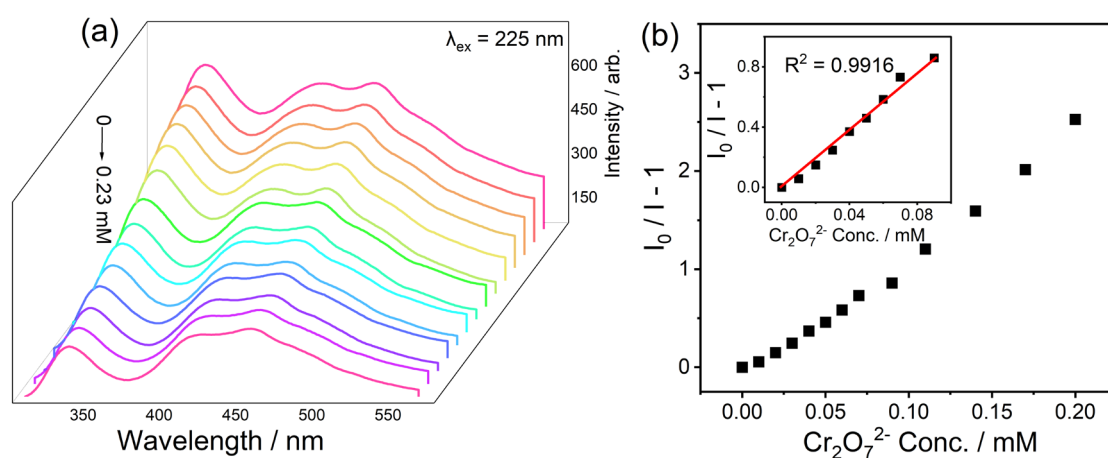 (a)
λex = 225 nm
600
450
300
150
Intensity / arb.
0 → 0.23 mM
350 400 450 500 550
Wavelength / nm
(b)
3
2
1
0
I0 / I - 1
0.00 0.05 0.10 0.15 0.20
Cr2O7²⁻ Conc. / mM
R² = 0.9916
0.8
0.4
0.0
I0 / I - 1
0.00 0.04 0.08
Cr2O7²⁻ Conc. / mM